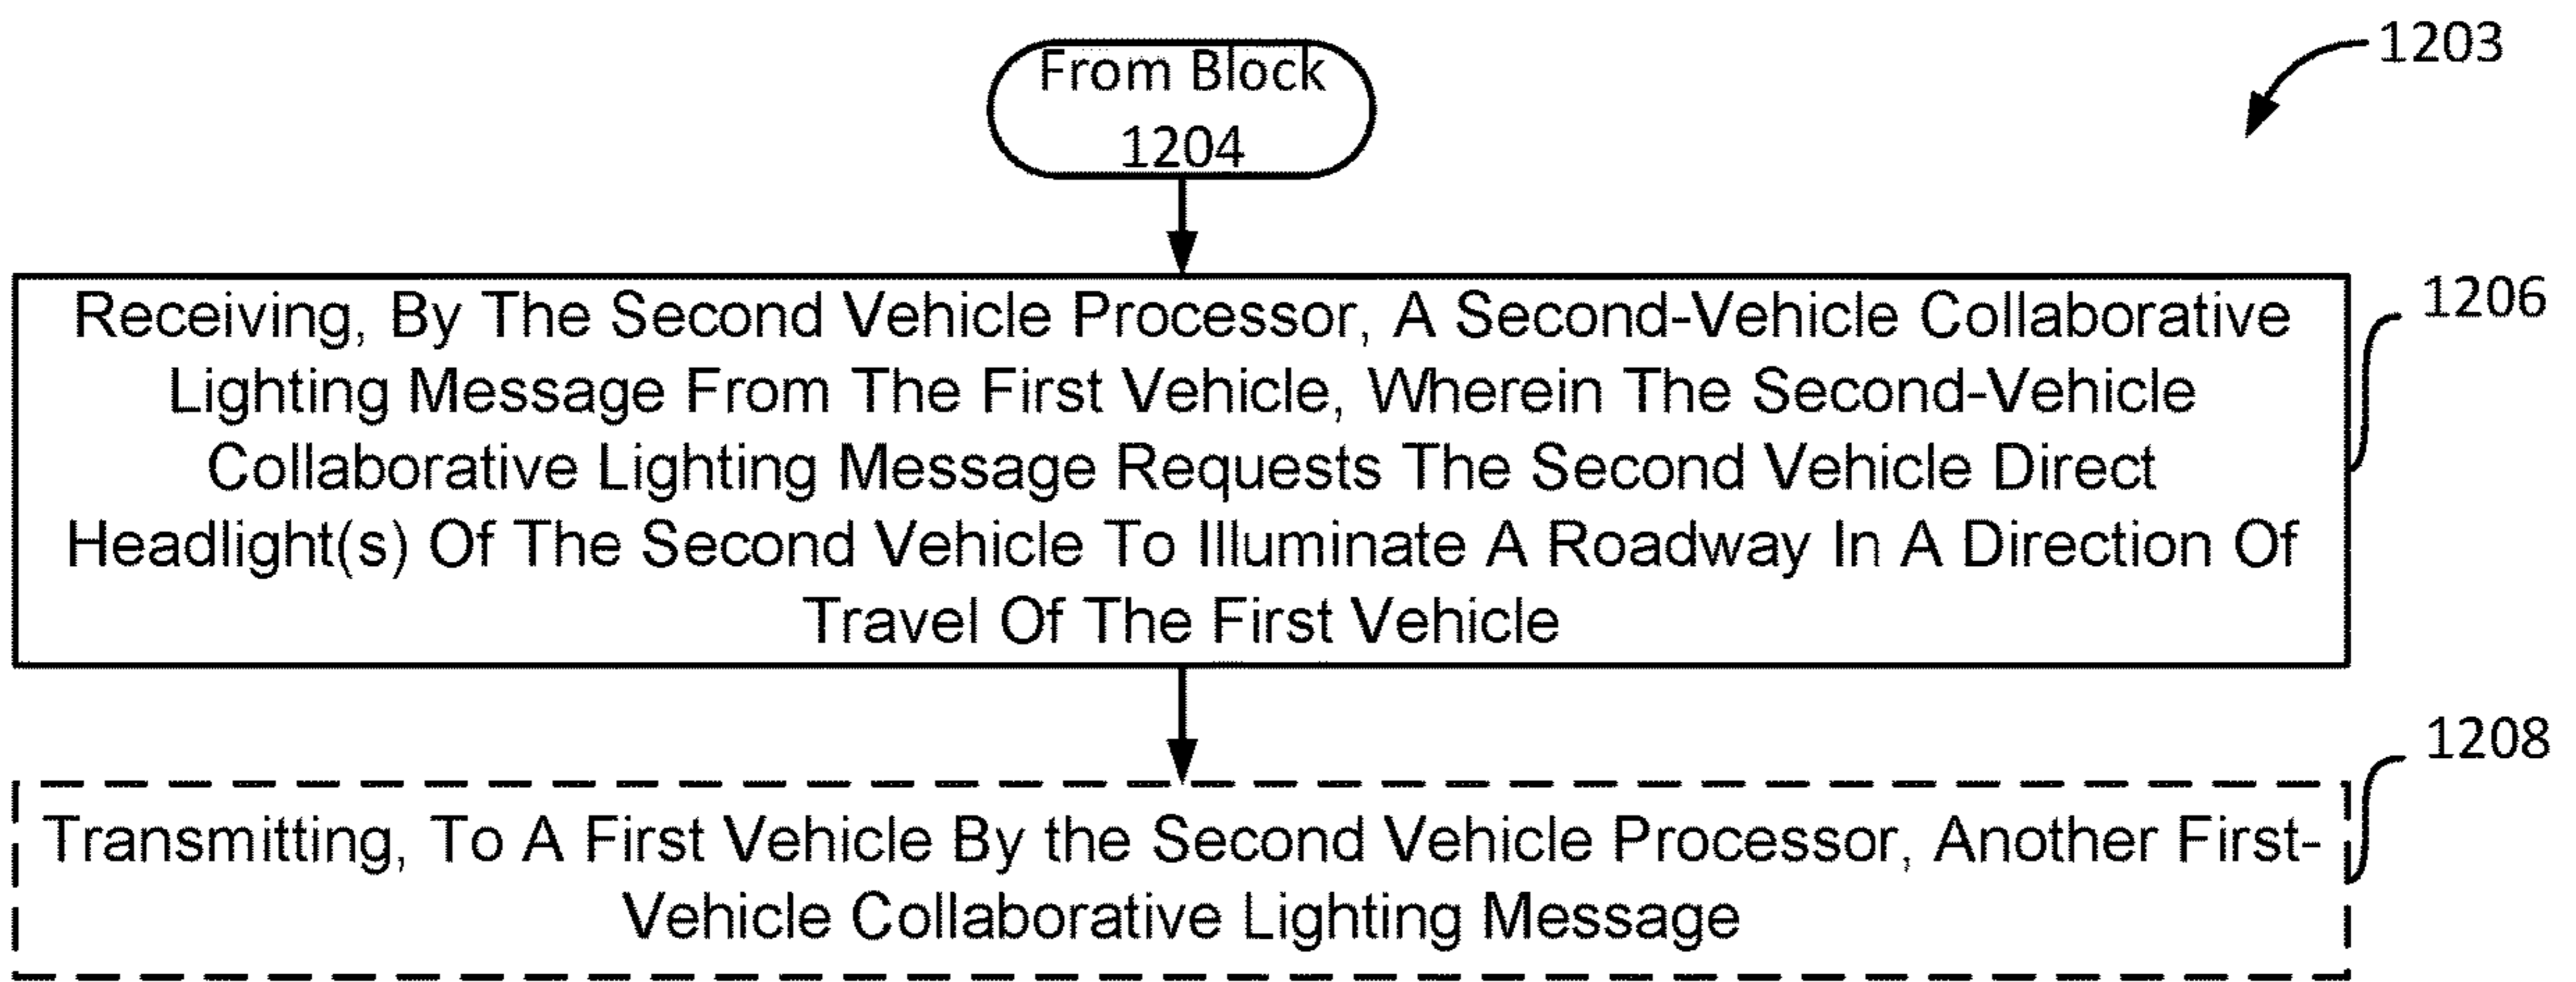 From Block
1204
1203
Receiving, By The Second Vehicle Processor, A Second-Vehicle Collaborative
Lighting Message From The First Vehicle, Wherein The Second-Vehicle
Collaborative Lighting Message Requests The Second Vehicle Direct
Headlight(s) Of The Second Vehicle To Illuminate A Roadway In A Direction Of
Travel Of The First Vehicle
1206
Transmitting, To A First Vehicle By the Second Vehicle Processor, Another First-
Vehicle Collaborative Lighting Message
1208